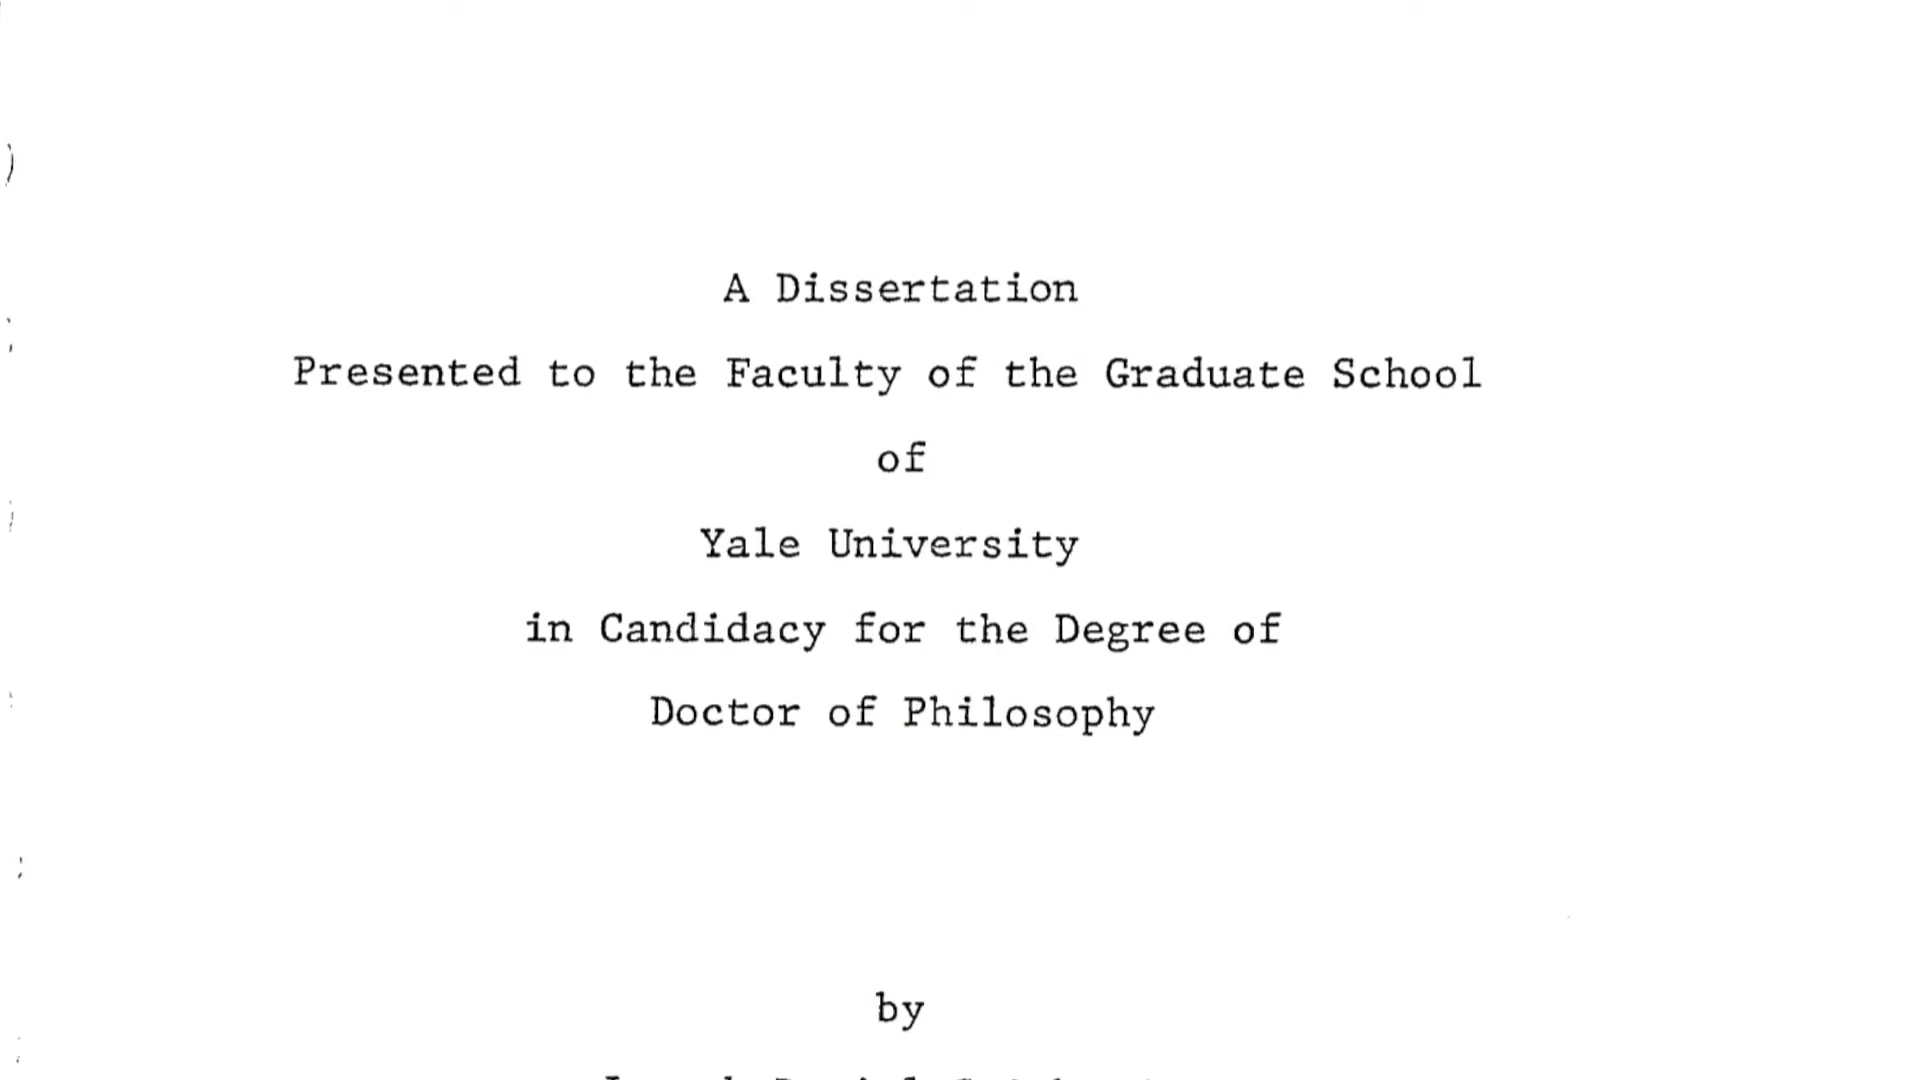 A Dissertation
Presented to the Faculty of the Graduate School
of
Yale University
in Candidacy for the Degree of
Doctor of Philosophy
by